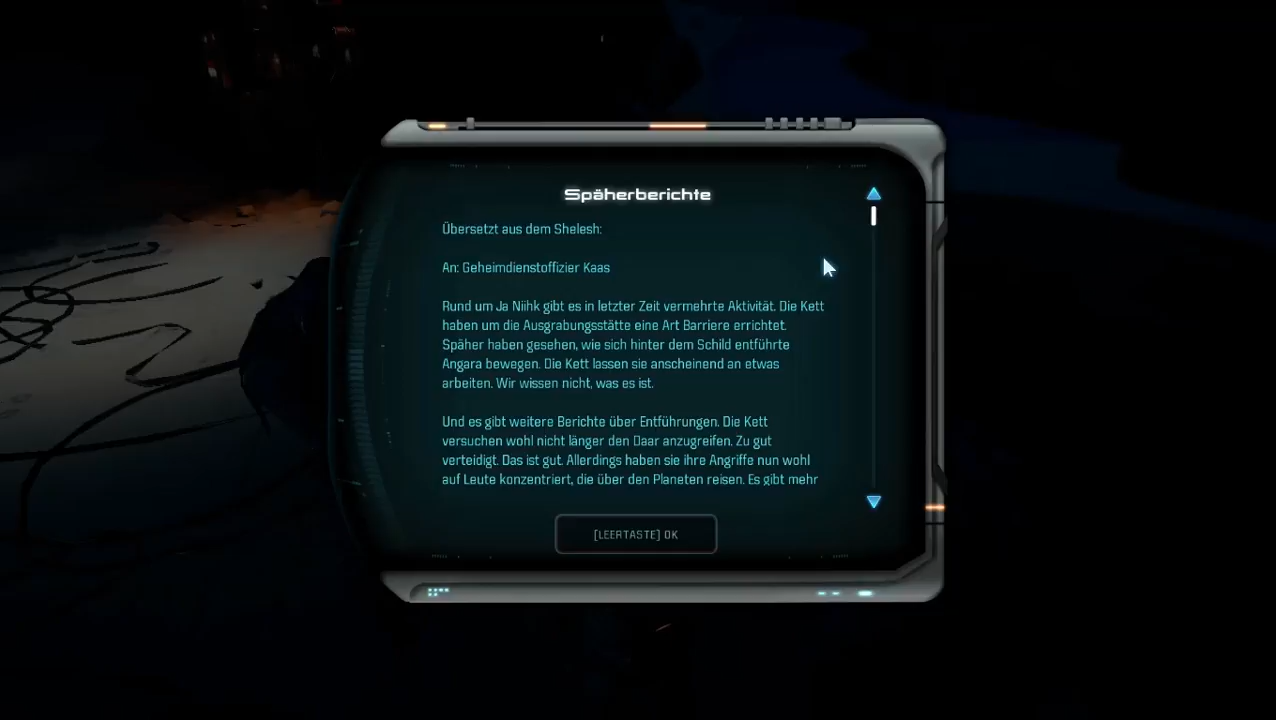 Späherberichte
Übersetzt aus dem Shelesh:
An: Geheimdienstoffizier Kaas
Rund um Ja Niihk gibt es in letzter Zeit vermehrte Aktivität. Die Kett
haben um die Ausgrabungsstätte eine Art Barriere errichtet.
Späher haben gesehen, wie sich hinter dem Schild entführte
Angara bewegen. Die Kett lassen sie anscheinend an etwas
arbeiten. Wir wissen nicht, was es ist.
Und es gibt weitere Berichte über Entführungen. Die Kett
versuchen wohl nicht länger den Daar anzugreifen. Zu gut
verteidigt. Das ist gut. Allerdings haben sie ihre Angriffe nun wohl
auf Leute konzentriert, die über den Planeten reisen. Es gibt mehr
[LEERTASTE] OK